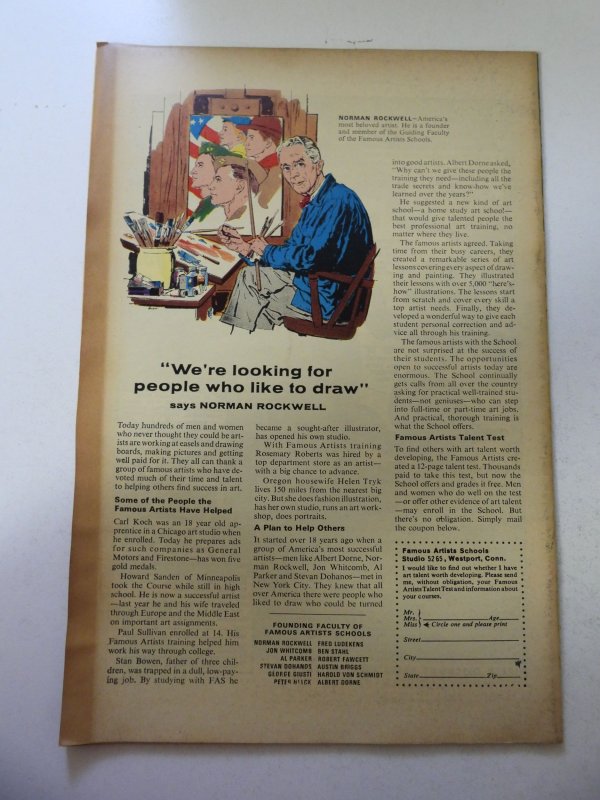 NORMAN ROCKWELL—America's
most beloved artist. He is a founder
and member of the Guiding Faculty
of the Famous Artists Schools.
"We're looking for
people who like to draw"
says NORMAN ROCKWELL
Today hundreds of men and women
who never thought they could be art-
ists are working at easels and drawing
boards, making pictures and getting
well paid for it. They all can thank a
group of famous artists who have de-
voted much of their time and talent
to helping others find success in art.
Some of the People the
Famous Artists Have Helped
Carl Koch was an 18 year old ap-
prentice in a Chicago art studio when
he enrolled. Today he prepares ads
for such companies as General
Motors and Firestone—has won five
gold medals.
Howard Sanden of Minneapolis
took the Course while still in high
school. He is now a successful artist
—last year he and his wife traveled
through Europe and the Middle East
on important art assignments.
Paul Sullivan enrolled at 14. His
Famous Artists training helped him
work his way through college.
Stan Bowen, father of three chil-
dren, was trapped in a dull, low-pay-
ing job. By studying with FAS he
became a sought-after illustrator,
has opened his own studio.
With Famous Artists training
Rosemary Roberts was hired by a
top department store as an artist—
with a big chance to advance.
Oregon housewife Helen Tryk
lives 150 miles from the nearest big
city. But she does fashion illustration,
has her own studio, runs an art work-
shop, does portraits.
A Plan to Help Others
It started over 18 years ago when a
group of America's most successful
artists—men like Albert Dorne, Nor-
man Rockwell, Jon Whitcomb, Al
Parker and Stevan Dohanos—met in
New York City. They knew that all
over America there were people who
liked to draw who could be turned
FOUNDING FACULTY OF
FAMOUS ARTISTS SCHOOLS
NORMAN ROCKWELL FRED LUDEKENS
JON WHITCOMB BEN STAHL
AL PARKER ROBERT FAWCETT
STEVAN DOHANOS AUSTIN BRIGGS
GEORGE GIUSTI HAROLD VON SCHMIDT
PETER HELCK ALBERT DORNE
into good artists. Albert Dorne asked,
"Why can't we give these people the
training they need—including all the
trade secrets and know-how we've
learned over the years?"
He suggested a new kind of art
school—a home study art school—
that would give talented people the
best professional art training, no
matter where they live.
The famous artists agreed. Taking
time from their busy careers, they
created a remarkable series of art
lessons covering every aspect of draw-
ing and painting. They illustrated
their lessons with over 5,000 "here's-
how" illustrations. The lessons start
from scratch and cover every skill a
top artist needs. Finally, they de-
veloped a wonderful way to give each
student personal correction and ad-
vice all through his training.
The famous artists with the School
are not surprised at the success of
their students. The opportunities
open to successful artists today are
enormous. The School continually
gets calls from all over the country
asking for practical well-trained stu-
dents—not geniuses—who can step
into full-time or part-time art jobs.
And practical, thorough training is
what the School offers.
Famous Artists Talent Test
To find others with art talent worth
developing, the Famous Artists cre-
ated a 12-page talent test. Thousands
paid to take this test, but now the
School offers and grades it free. Men
and women who do well on the test
—or offer other evidence of art talent
—may enroll in the School. But
there's no obligation. Simply mail
the coupon below.
Famous Artists Schools
Studio 5265, Westport, Conn.
I would like to find out whether I have
art talent worth developing. Please send
me, without obligation, your Famous
Artists Talent Test and information about
your courses.
Mr.
Mrs. Age
Miss Circle one and please print
Street
City
State Zip